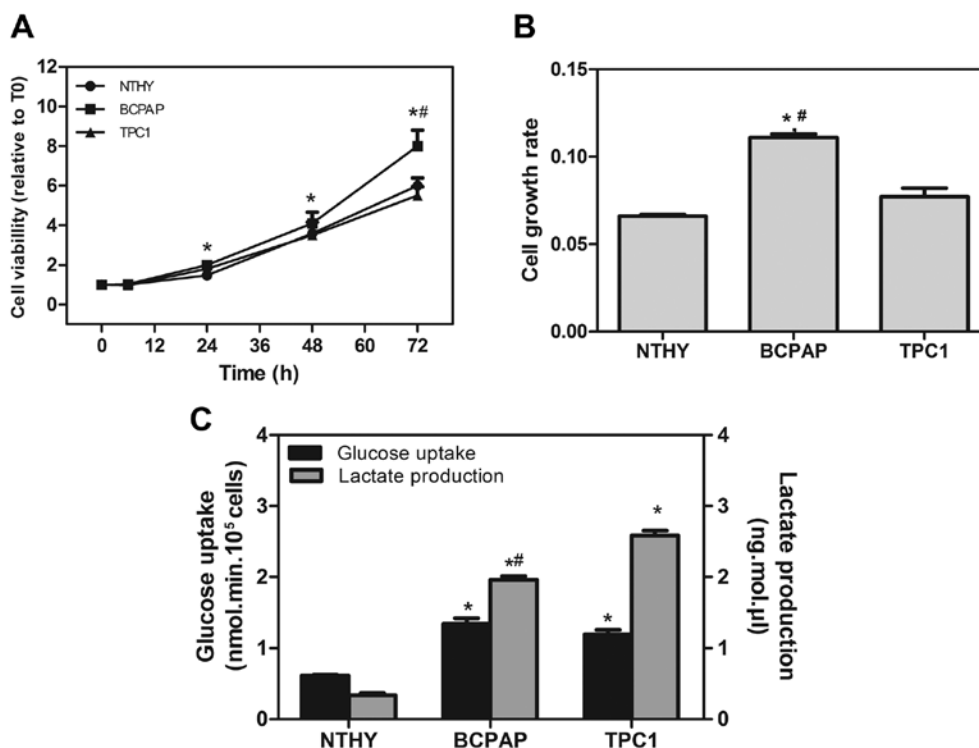 A
Cell viability (relative to T0)
12
10
8
6
4
2
0
NTHY
BCPAP
TPC1
*
*
*#
0 12 24 36 48 60 72
Time (h)
B
Cell growth rate
0.15
0.10
0.05
0.00
* #
NTHY BCPAP TPC1
C
Glucose uptake
(nmol.min.10⁵ cells)
4
3
2
1
0
Glucose uptake
Lactate production
*
*#
*
*
4
3
2
1
0
Lactate production
(ng.mol.µl)
NTHY BCPAP TPC1